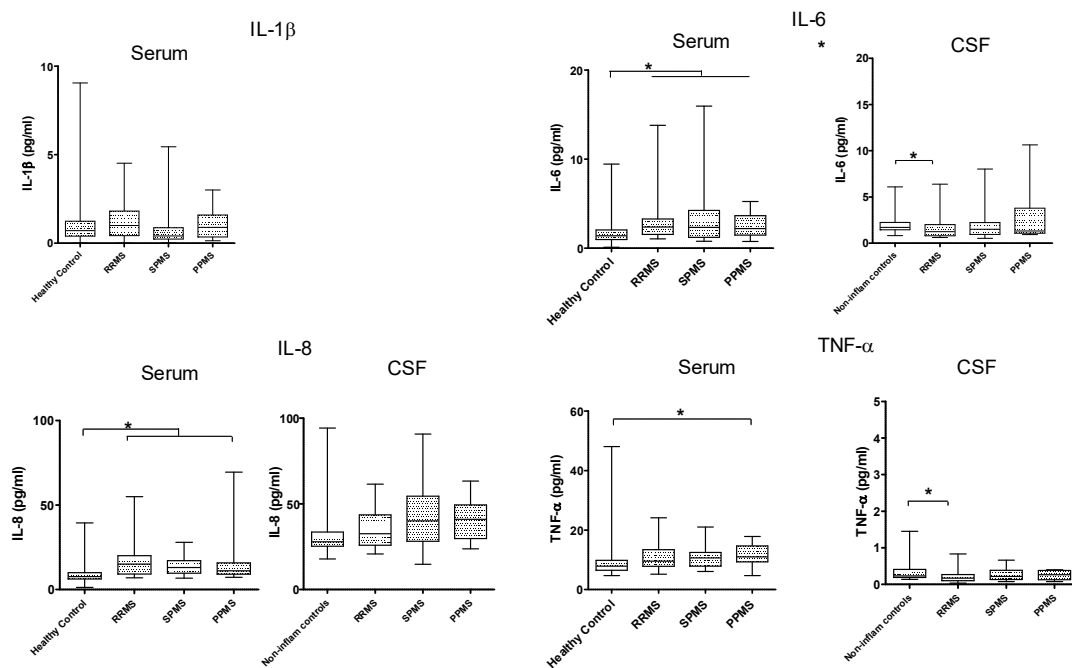 IL-1β
Serum
IL-1β (pg/ml)
10
5
0
Healthy Control
RRMS
SPMS
PPMS
IL-6
*
Serum
IL-6 (pg/ml)
20
15
10
5
0
*
Healthy Control
RRMS
SPMS
PPMS
CSF
IL-6 (pg/ml)
20
15
10
5
0
*
Non-inflam controls
RRMS
SPMS
PPMS
IL-8
Serum
IL-8 (pg/ml)
100
50
0
*
Healthy Control
RRMS
SPMS
PPMS
CSF
IL-8 (pg/ml)
100
50
0
Non-inflam controls
RRMS
SPMS
PPMS
TNF-α
Serum
TNF-α (pg/ml)
60
40
20
0
*
Healthy Control
RRMS
SPMS
PPMS
CSF
TNF-α (pg/ml)
5
4
3
2
1
0
*
Non-inflam controls
RRMS
SPMS
PPMS